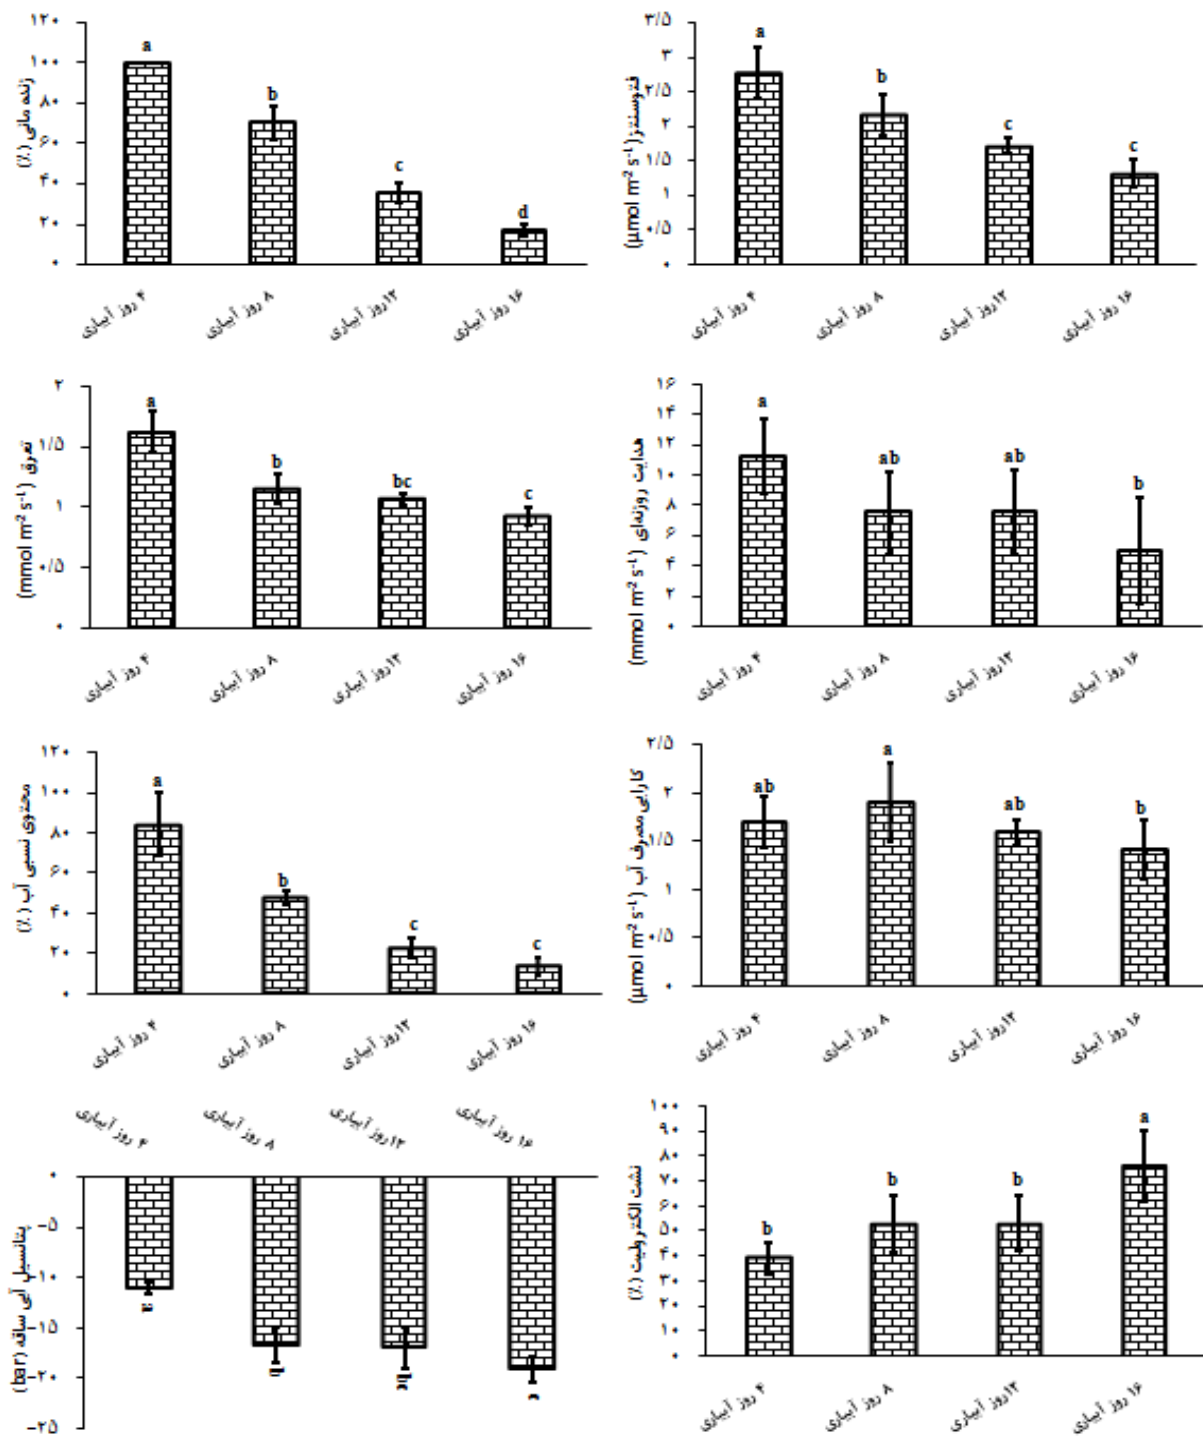 زنده مانی (٪)
۱۲۰
۱۰۰
۸۰
۶۰
۴۰
۲۰
۰
a
b
c
d
۴ روز آبیاری
۸ روز آبیاری
۱۲روز آبیاری
۱۶ روز آبیاری
فتوسنتز (µmol m⁻² s⁻¹)
۳/۵
۳
۲/۵
۲
۱/۵
۱
۰/۵
۰
a
b
c
c
۴ روز آبیاری
۸ روز آبیاری
۱۲روز آبیاری
۱۶ روز آبیاری
تعرق (mmol m⁻² s⁻¹)
۲
۱/۵
۱
۰/۵
۰
a
b
bc
c
۴ روز آبیاری
۸ روز آبیاری
۱۲روز آبیاری
۱۶ روز آبیاری
هدایت روزنه‌ای (mmol m⁻² s⁻¹)
۱۶
۱۴
۱۲
۱۰
۸
۶
۴
۲
۰
a
ab
ab
b
۴ روز آبیاری
۸ روز آبیاری
۱۲روز آبیاری
۱۶ روز آبیاری
محتوی نسبی آب (٪)
۱۲۰
۱۰۰
۸۰
۶۰
۴۰
۲۰
۰
a
b
c
c
۴ روز آبیاری
۸ روز آبیاری
۱۲روز آبیاری
۱۶ روز آبیاری
کارایی مصرف آب (µmol m⁻² s⁻¹)
۲/۵
۲
۱/۵
۱
۰/۵
۰
ab
a
ab
b
۴ روز آبیاری
۸ روز آبیاری
۱۲روز آبیاری
۱۶ روز آبیاری
پتانسیل آبی ساقه (bar)
۴ روز آبیاری
۸ روز آبیاری
۱۲روز آبیاری
۱۶ روز آبیاری
۰
-۵
-۱۰
-۱۵
-۲۰
-۲۵
a
b
bc
c
نشت الکترولیت (٪)
۱۰۰
۹۰
۸۰
۷۰
۶۰
۵۰
۴۰
۳۰
۲۰
۱۰
۰
b
b
b
a
۴ روز آبیاری
۸ روز آبیاری
۱۲روز آبیاری
۱۶ روز آبیاری